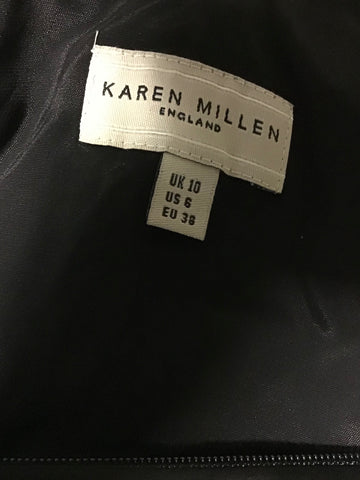 KAREN MILLEN
ENGLAND
UK 10
US 6
EU 38